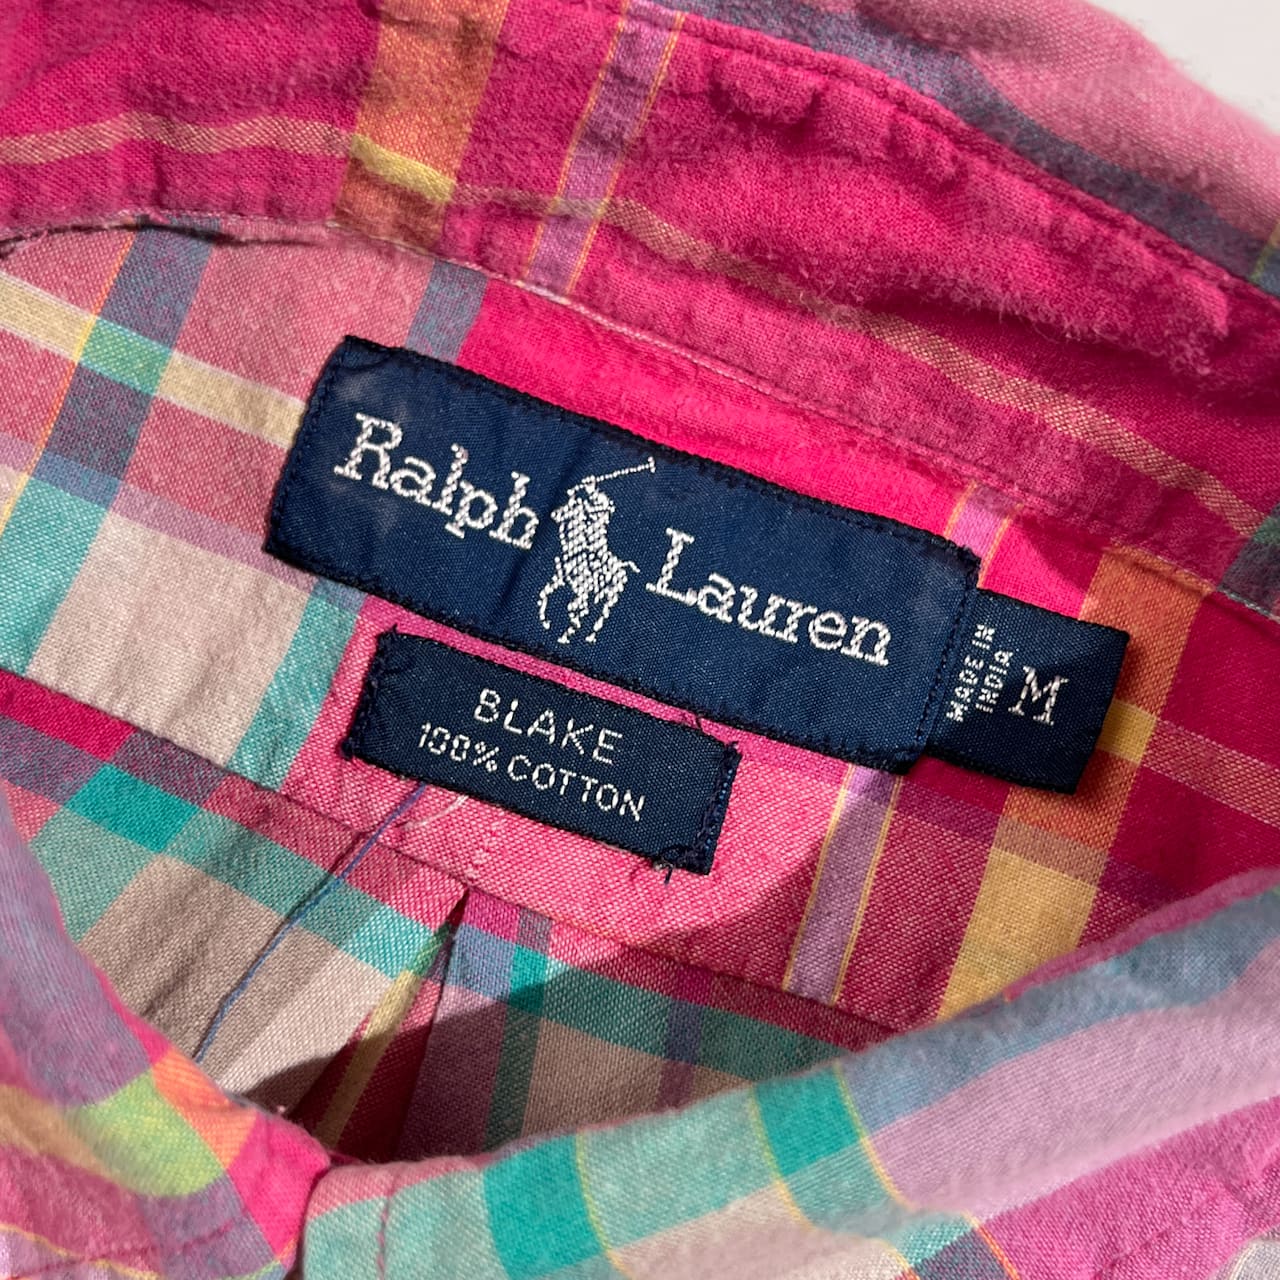 Ralph Lauren
MADE IN
INDIA
M
BLAKE
100% COTTON